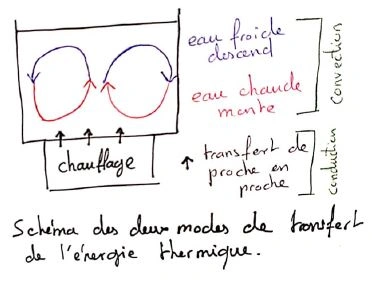 eau froide
descend
eau chaude
monte
Convection
chauffage
transfert de
proche en
proche
conduction
Schéma des deux modes de transfert
de l'énergie thermique.